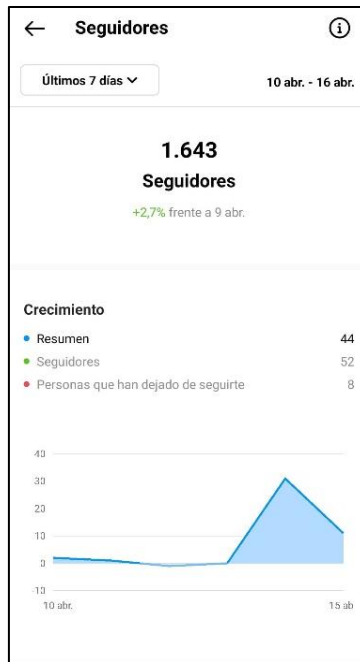 Seguidores
Últimos 7 días
10 abr. - 16 abr.
1.643
Seguidores
+2,7% frente a 9 abr.
Crecimiento
Resumen 44
Seguidores 52
Personas que han dejado de seguirte 8
40
30
20
10
0
-10
10 abr. 15 ab